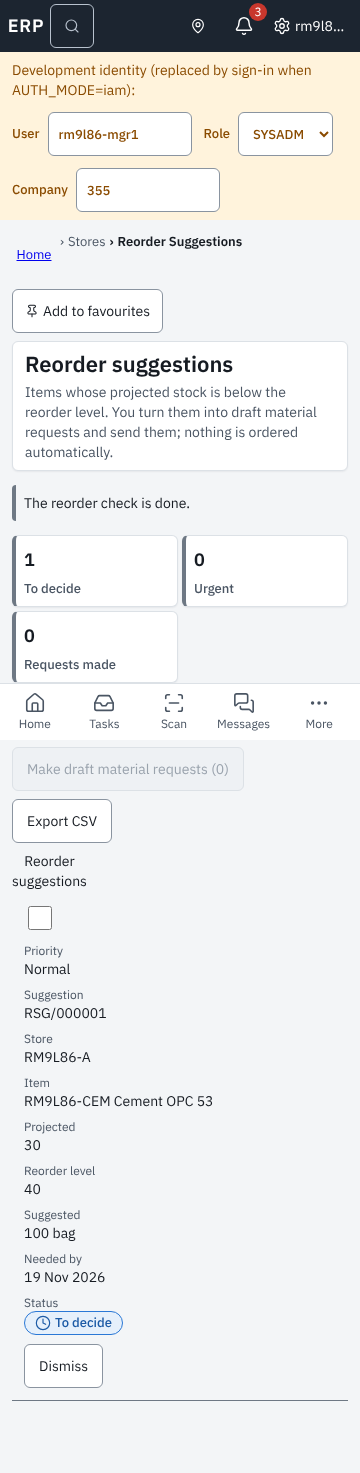 ERP
3
rm9l8...
Development identity (replaced by sign-in when
AUTH_MODE=iam):
User rm9l86-mgr1 Role SYSADM
Company 355
Home › Stores › Reorder Suggestions
Add to favourites
Reorder suggestions
Items whose projected stock is below the
reorder level. You turn them into draft material
requests and send them; nothing is ordered
automatically.
The reorder check is done.
1
To decide
0
Urgent
0
Requests made
Home Tasks Scan Messages More
Make draft material requests (0)
Export CSV
Reorder
suggestions
Priority
Normal
Suggestion
RSG/000001
Store
RM9L86-A
Item
RM9L86-CEM Cement OPC 53
Projected
30
Reorder level
40
Suggested
100 bag
Needed by
19 Nov 2026
Status
To decide
Dismiss